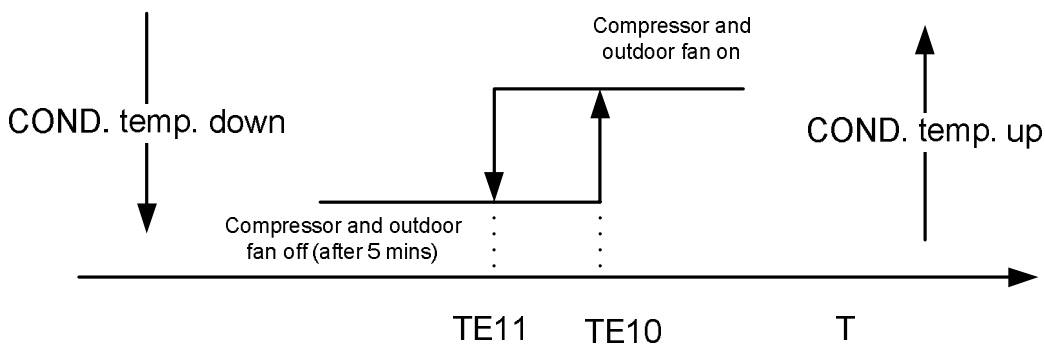 Compressor and
outdoor fan on
COND. temp. down
COND. temp. up
Compressor and outdoor
fan off (after 5 mins)
TE11
TE10
T